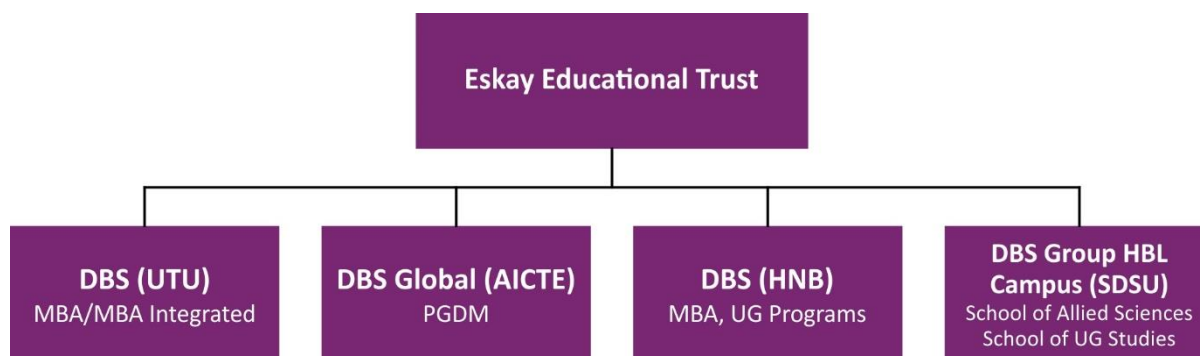 Eskay Educational Trust
DBS (UTU)
MBA/MBA Integrated
DBS Global (AICTE)
PGDM
DBS (HNB)
MBA, UG Programs
DBS Group HBL
Campus (SDSU)
School of Allied Sciences
School of UG Studies